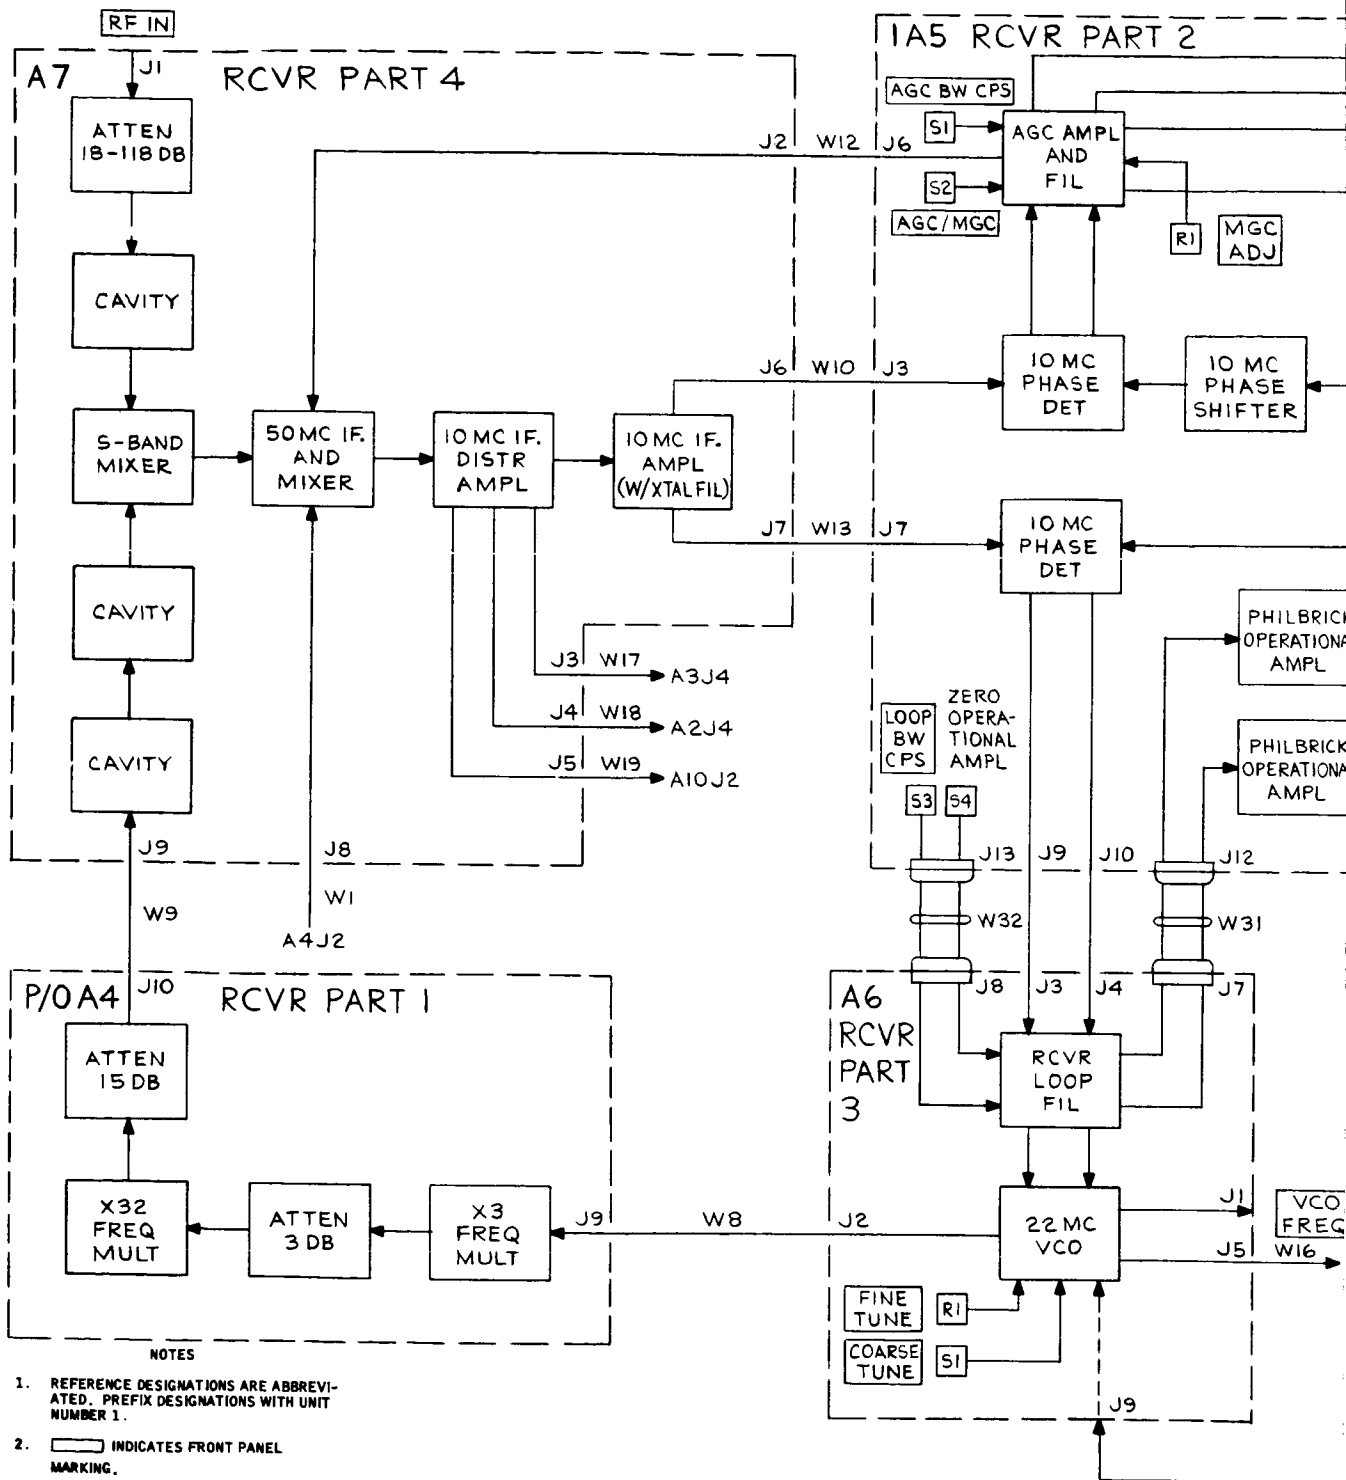 RF IN
J1
A7
RCVR PART 4
ATTEN
18-118 DB
CAVITY
S-BAND
MIXER
CAVITY
CAVITY
50 MC IF.
AND
MIXER
10 MC IF.
DISTR
AMPL
10 MC IF.
AMPL
(W/XTAL FIL)
J2 W12 J6
J6 W10 J3
J7 W13 J7
J3 W17
A3J4
J4 W18
A2J4
J5 W19
A10J2
J9
J8
W9
W1
A4J2
1A5 RCVR PART 2
AGC BW CPS
S1
S2
AGC/MGC
AGC AMPL
AND
FIL
R1
MGC
ADJ
10 MC
PHASE
DET
10 MC
PHASE
SHIFTER
10 MC
PHASE
DET
PHILBRICK
OPERATIONA
AMPL
PHILBRICK
OPERATIONA
AMPL
LOOP
BW
CPS
ZERO
OPERA-
TIONAL
AMPL
S3
S4
J13
J9
J10
J12
W32
W31
P/O A4
J10
RCVR PART 1
ATTEN
15 DB
X32
FREQ
MULT
ATTEN
3 DB
X3
FREQ
MULT
J9 W8 J2
A6
RCVR
PART
3
J8
J3
J4
J7
RCVR
LOOP
FIL
22 MC
VCO
J1
VCO
FREQ
J5 W16
FINE
TUNE
R1
COARSE
TUNE
S1
J9
NOTES
1. REFERENCE DESIGNATIONS ARE ABBREVI-
ATED. PREFIX DESIGNATIONS WITH UNIT
NUMBER 1.
2. INDICATES FRONT PANEL
MARKING.